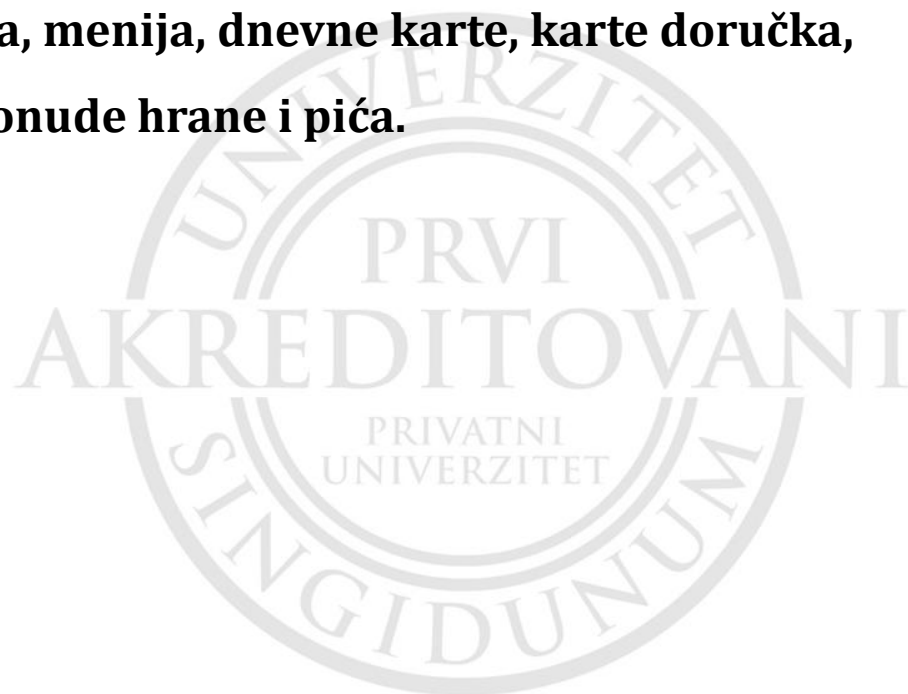 a, menija, dnevne karte, karte doručka,
onude hrane i pića.
UNIVERZITET
PRVI
AKREDITOVANI
PRIVATNI
UNIVERZITET
SINGIDUNUM